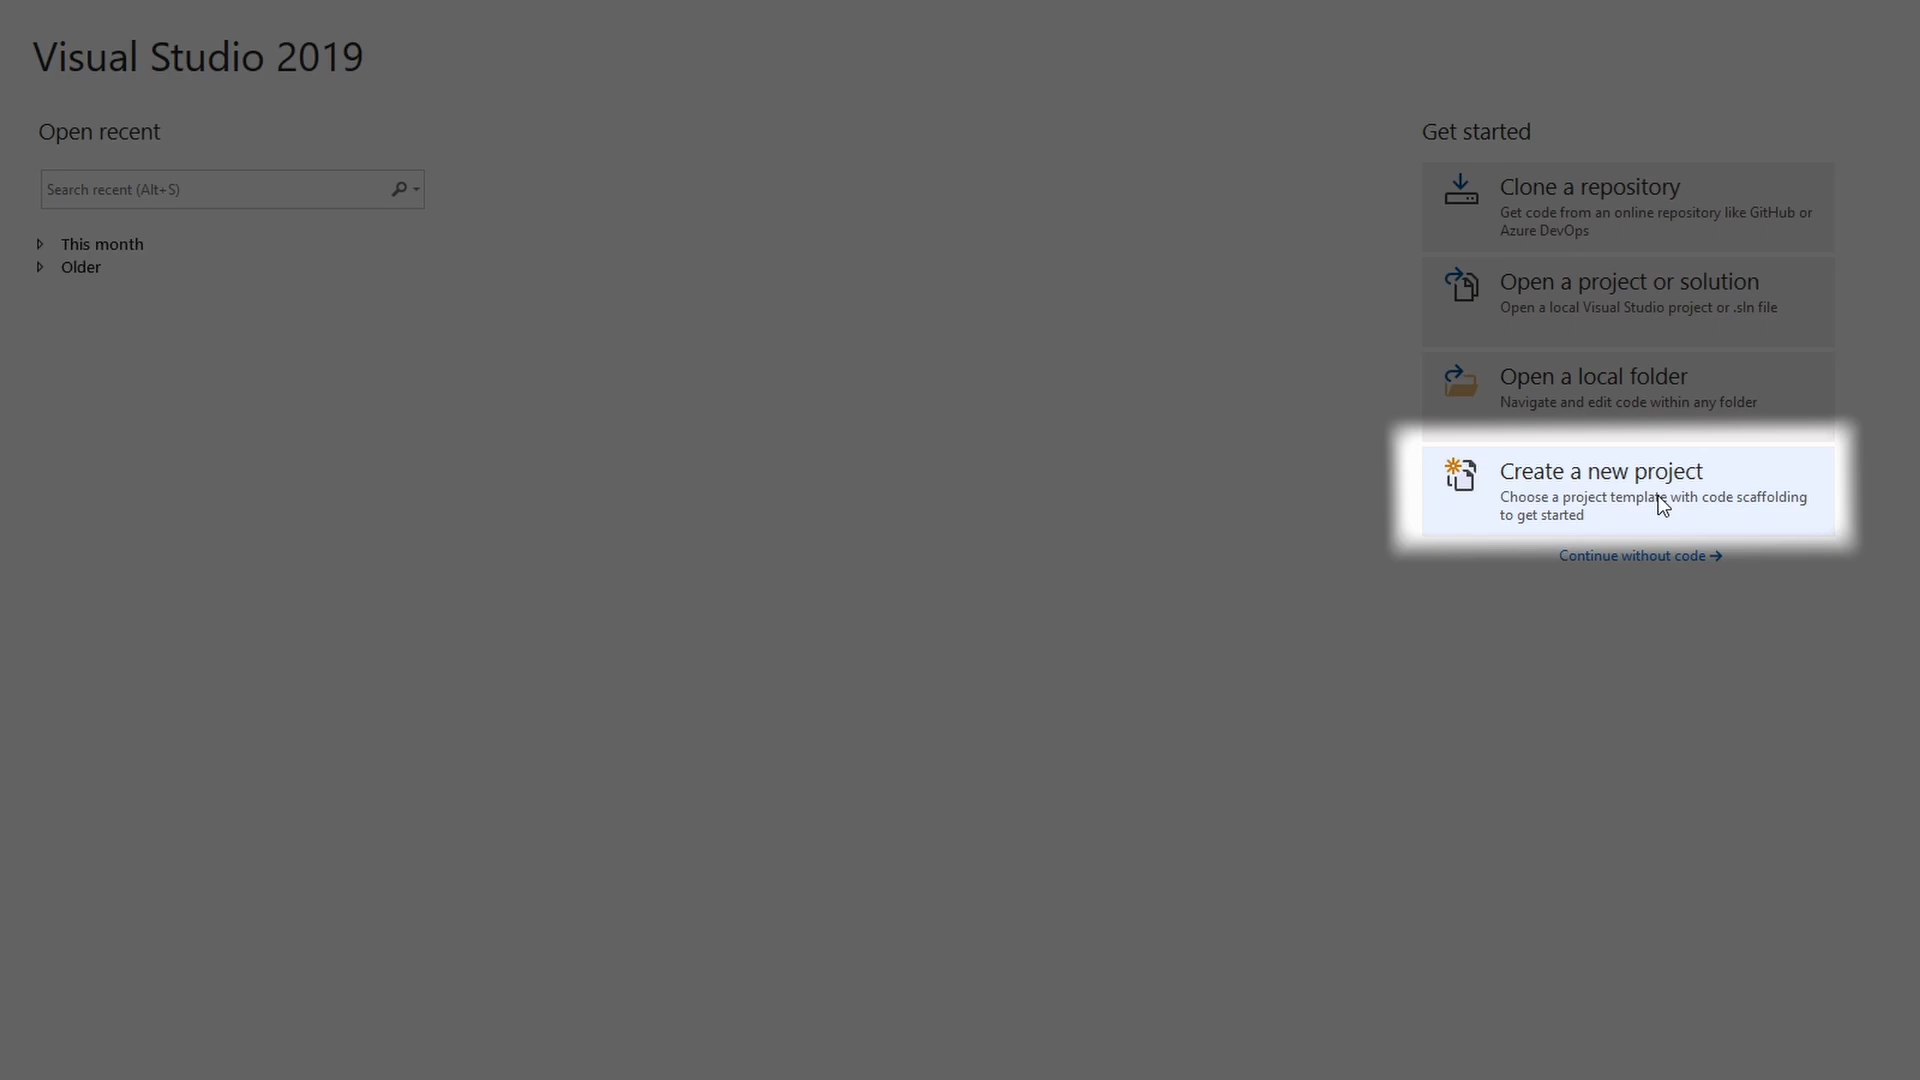 Visual Studio 2019
Open recent
Search recent (Alt+S)
This month
Older
Get started
Clone a repository
Get code from an online repository like GitHub or
Azure DevOps
Open a project or solution
Open a local Visual Studio project or .sln file
Open a local folder
Navigate and edit code within any folder
Create a new project
Choose a project template with code scaffolding
to get started
Continue without code →